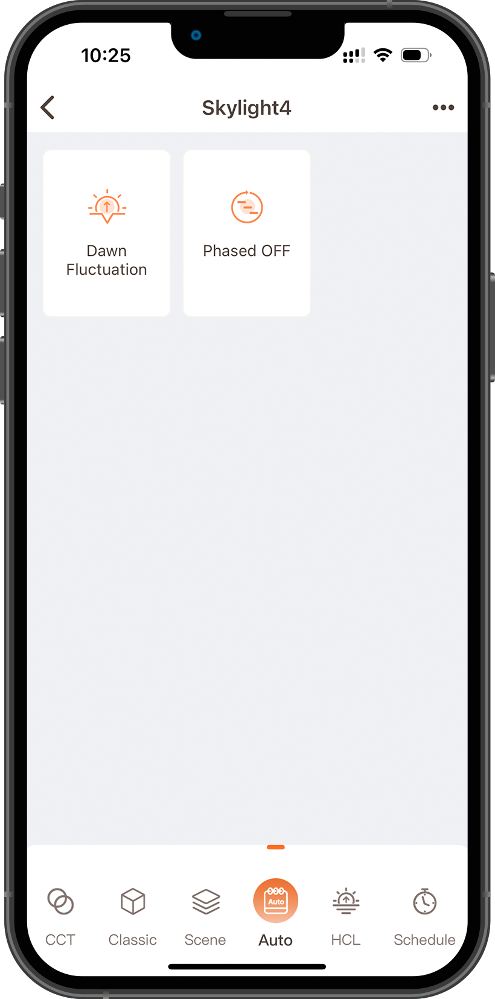 10:25
Skylight4
Dawn
Fluctuation
Phased OFF
Auto
CCT
Classic
Scene
Auto
HCL
Schedule